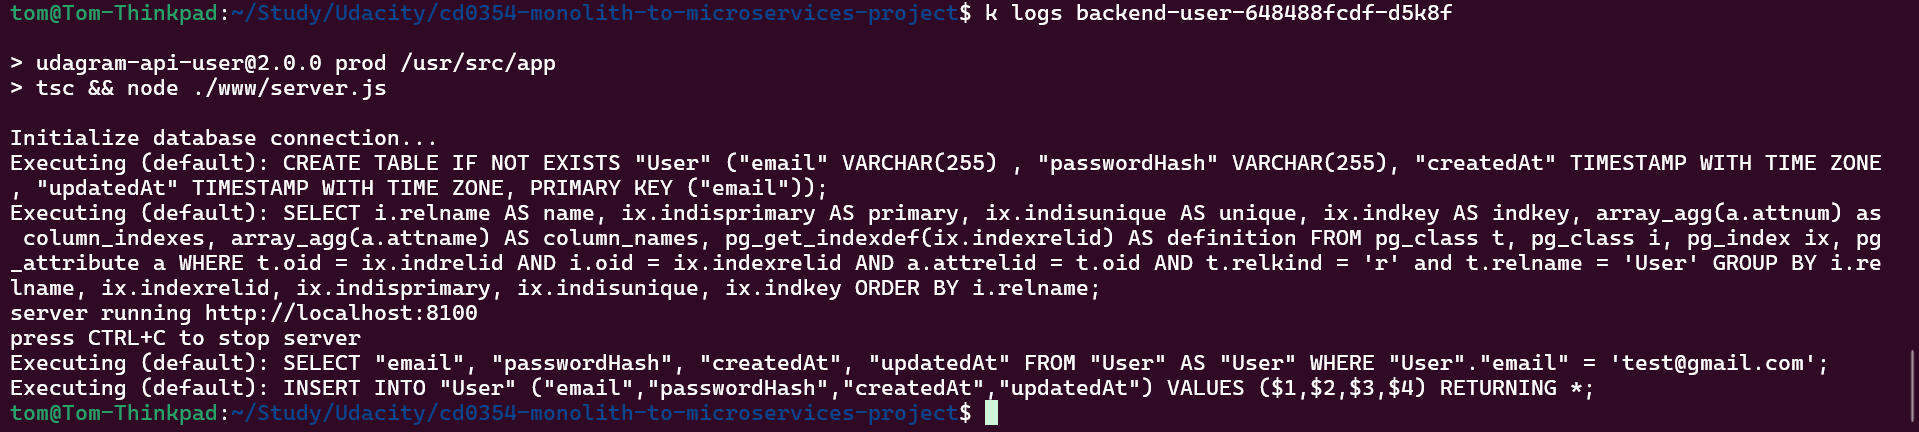 tom@Tom-Thinkpad:~/Study/Udacity/cd0354-monolith-to-microservices-project$ k logs backend-user-648488fcdf-d5k8f
> udagram-api-user@2.0.0 prod /usr/src/app
> tsc && node ./www/server.js
Initialize database connection...
Executing (default): CREATE TABLE IF NOT EXISTS "User" ("email" VARCHAR(255) , "passwordHash" VARCHAR(255), "createdAt" TIMESTAMP WITH TIME ZONE
, "updatedAt" TIMESTAMP WITH TIME ZONE, PRIMARY KEY ("email"));
Executing (default): SELECT i.relname AS name, ix.indisprimary AS primary, ix.indisunique AS unique, ix.indkey AS indkey, array_agg(a.attnum) as
 column_indexes, array_agg(a.attname) AS column_names, pg_get_indexdef(ix.indexrelid) AS definition FROM pg_class t, pg_class i, pg_index ix, pg
_attribute a WHERE t.oid = ix.indrelid AND i.oid = ix.indexrelid AND a.attrelid = t.oid AND t.relkind = 'r' and t.relname = 'User' GROUP BY i.re
lname, ix.indexrelid, ix.indisprimary, ix.indisunique, ix.indkey ORDER BY i.relname;
server running http://localhost:8100
press CTRL+C to stop server
Executing (default): SELECT "email", "passwordHash", "createdAt", "updatedAt" FROM "User" AS "User" WHERE "User"."email" = 'test@gmail.com';
Executing (default): INSERT INTO "User" ("email","passwordHash","createdAt","updatedAt") VALUES ($1,$2,$3,$4) RETURNING *;
tom@Tom-Thinkpad:~/Study/Udacity/cd0354-monolith-to-microservices-project$